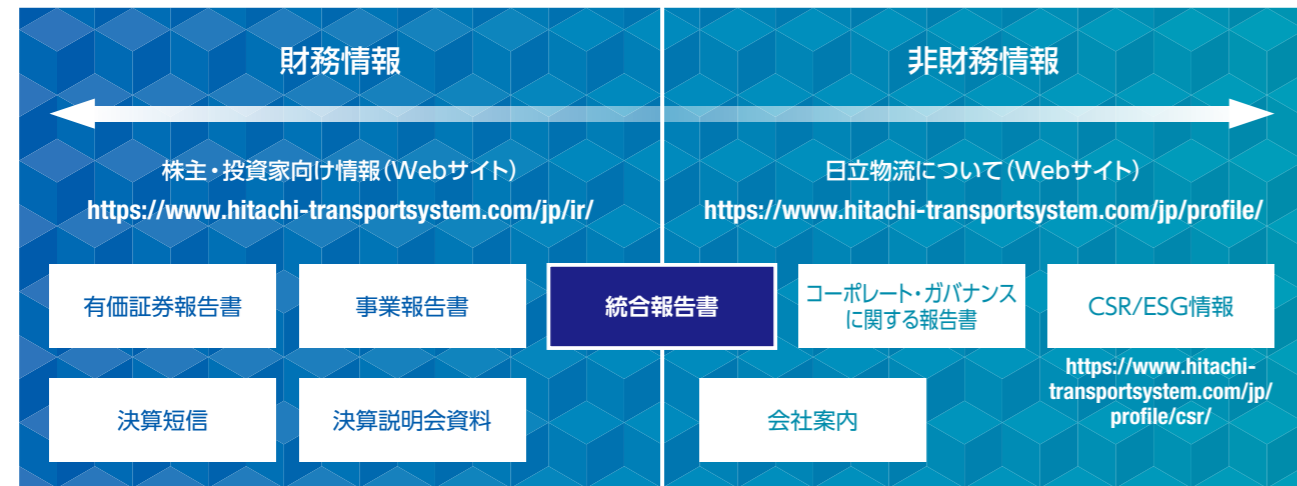 財務情報
非財務情報
株主・投資家向け情報（Webサイト）
https://www.hitachi-transportsystem.com/jp/ir/
日立物流について（Webサイト）
https://www.hitachi-transportsystem.com/jp/profile/
有価証券報告書
事業報告書
統合報告書
コーポレート・ガバナンス
に関する報告書
CSR/ESG情報
https://www.hitachi-
transportsystem.com/jp/
profile/csr/
決算短信
決算説明会資料
会社案内